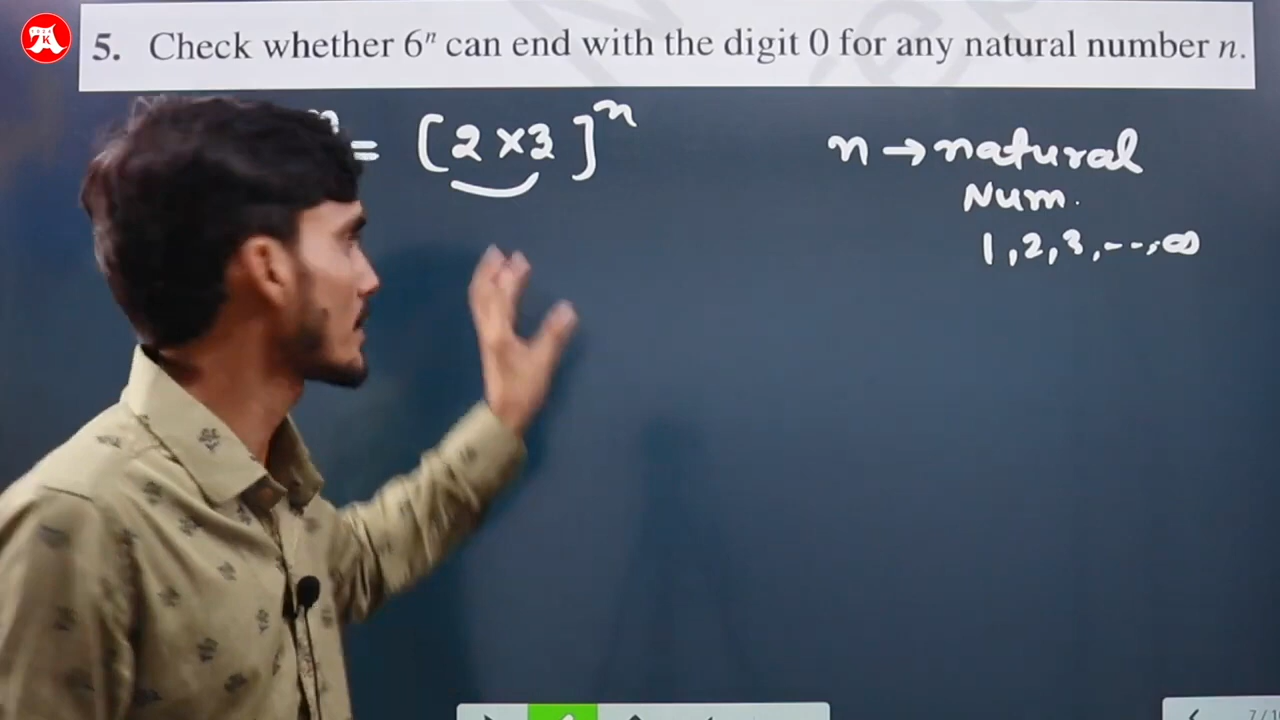 5. Check whether 6ⁿ can end with the digit 0 for any natural number n.
= [2×3]ⁿ
n → natural
Num.
1, 2, 3, ---, ∞